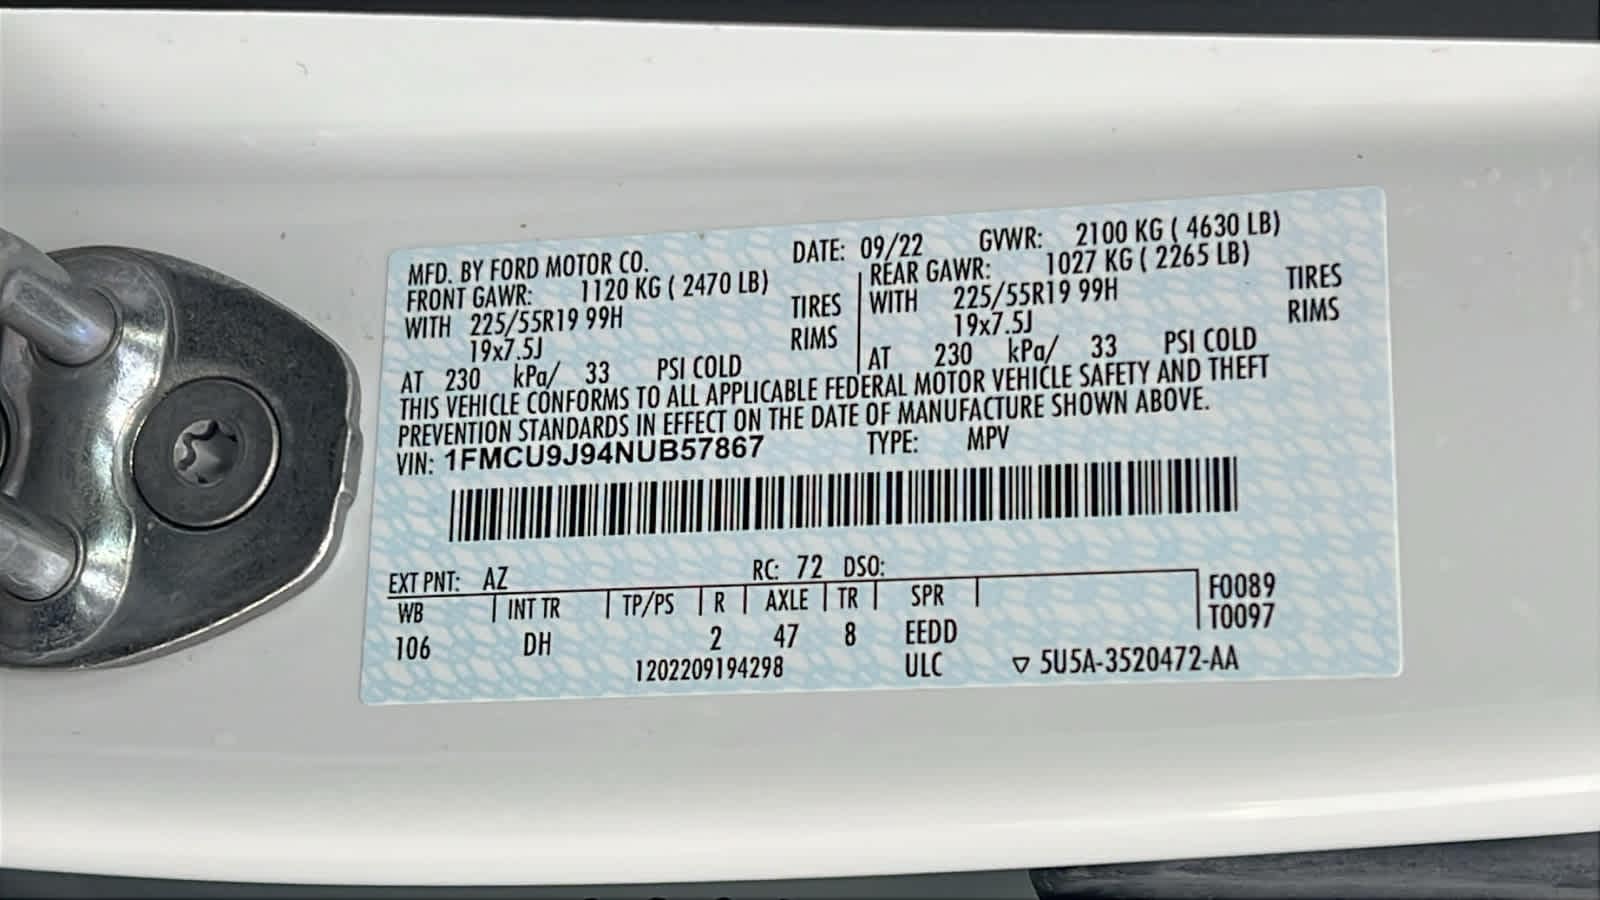 MFD. BY FORD MOTOR CO. DATE: 09/22 GVWR: 2100 KG ( 4630 LB)
FRONT GAWR: 1120 KG ( 2470 LB) REAR GAWR: 1027 KG ( 2265 LB)
WITH 225/55R19 99H TIRES WITH 225/55R19 99H TIRES
19x7.5J RIMS 19x7.5J RIMS
AT 230 kPa/ 33 PSI COLD AT 230 kPa/ 33 PSI COLD
THIS VEHICLE CONFORMS TO ALL APPLICABLE FEDERAL MOTOR VEHICLE SAFETY AND THEFT
PREVENTION STANDARDS IN EFFECT ON THE DATE OF MANUFACTURE SHOWN ABOVE.
VIN: 1FMCU9J94NUB57867 TYPE: MPV
EXT PNT: AZ RC: 72 DSO:
WB INT TR TP/PS R AXLE TR SPR F0089
T0097
106 DH 2 47 8 EEDD
1202209194298 ULC ▽ 5U5A-3520472-AA